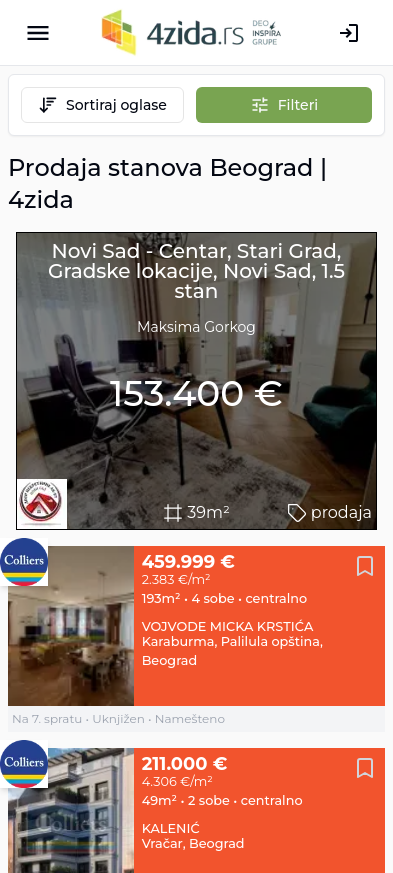 4zida.rs
DEO
INSPIRA
GRUPE
Sortiraj oglase
Filteri
Prodaja stanova Beograd |
4zida
Novi Sad - Centar, Stari Grad,
Gradske lokacije, Novi Sad, 1.5
stan
Maksima Gorkog
153.400 €
39m²
prodaja
Colliers
459.999 €
2.383 €/m²
193m² • 4 sobe • centralno
VOJVODE MICKA KRSTIĆA
Karaburma, Palilula opština,
Beograd
Na 7. spratu • Uknjižen • Namešteno
Colliers
211.000 €
4.306 €/m²
49m² • 2 sobe • centralno
KALENIĆ
Vračar, Beograd